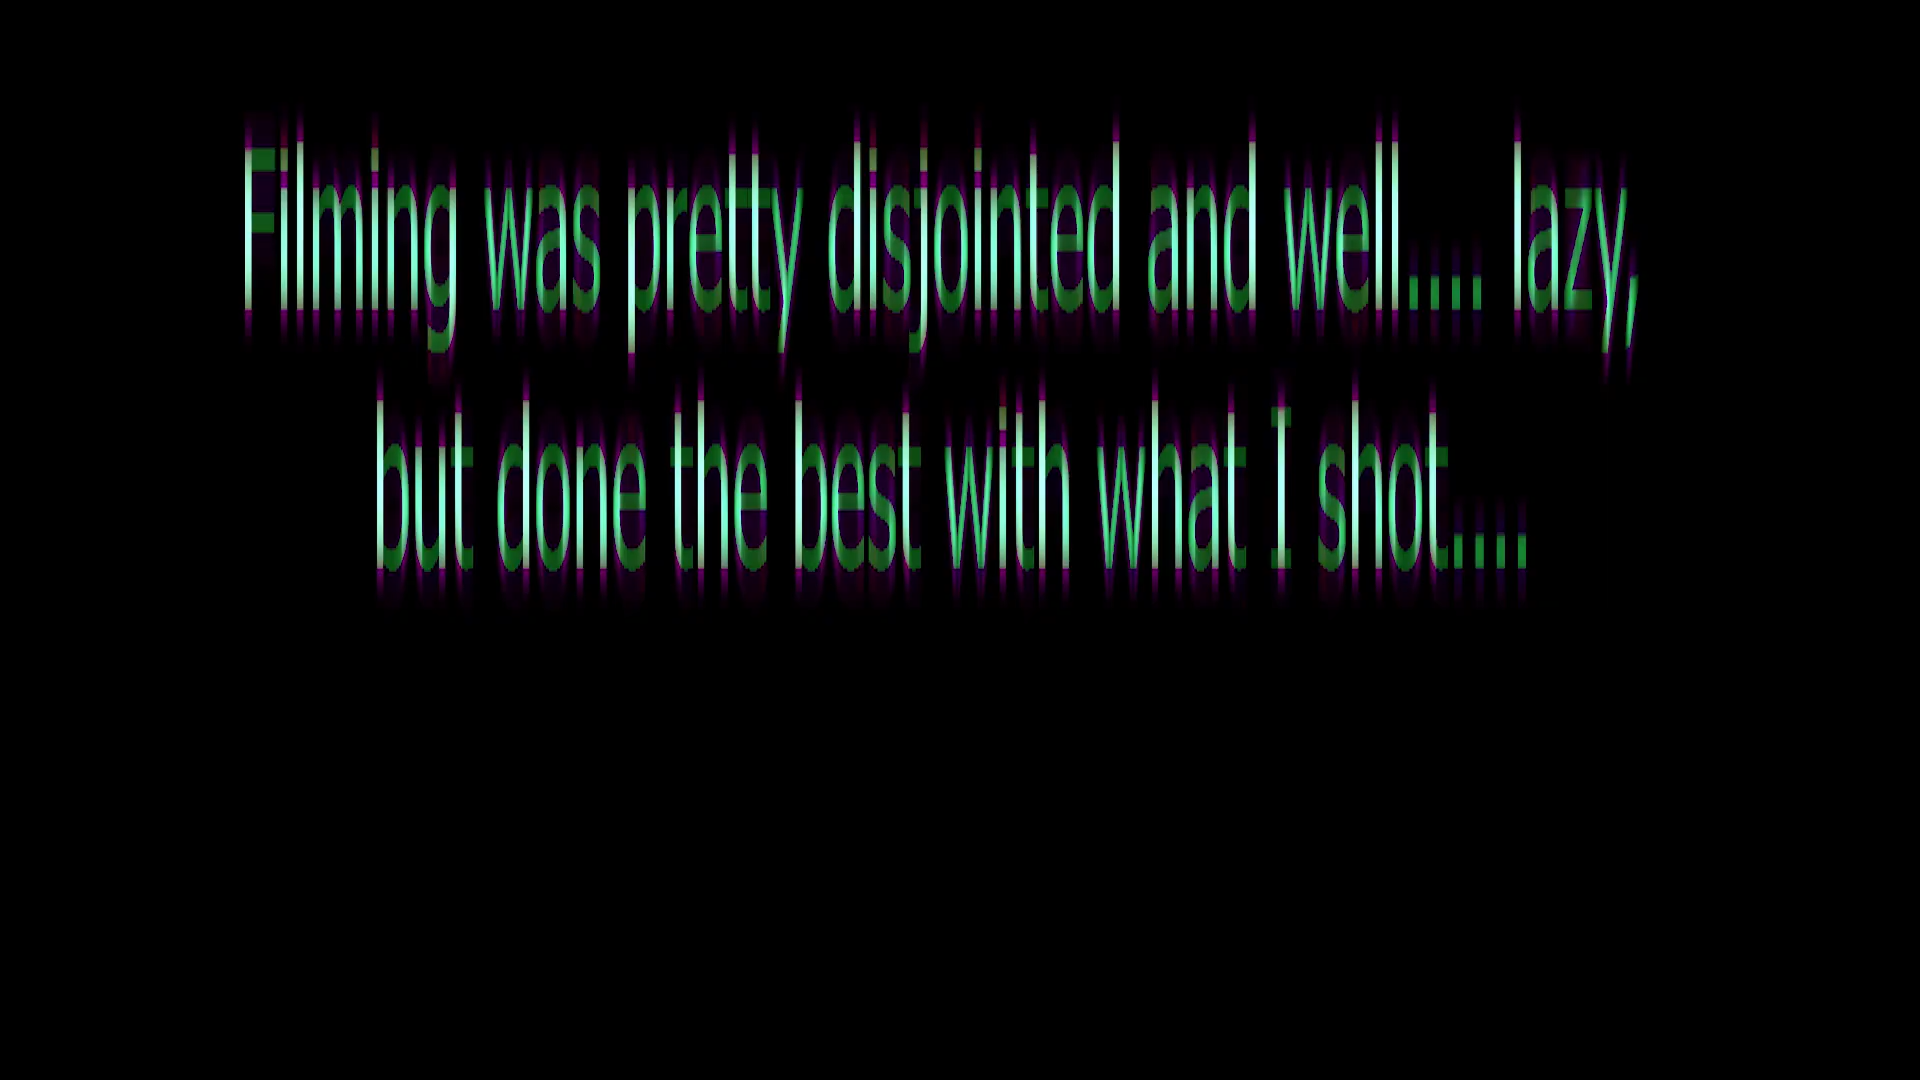 Filming was pretty disjointed and well.... lazy,
but done the best with what I shot....